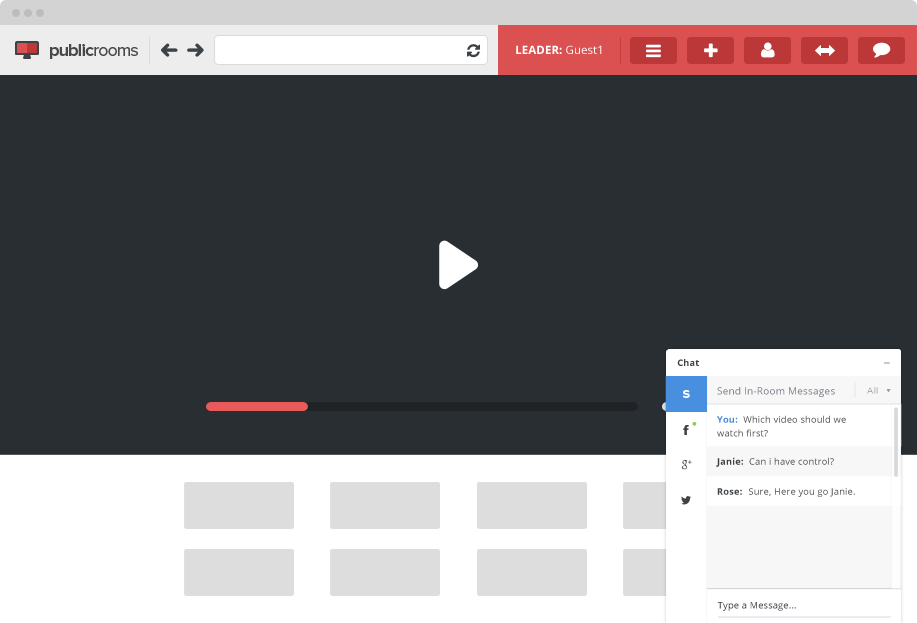 publicrooms
LEADER: Guest1
Chat
S
Send In-Room Messages
All
You: Which video should we
watch first?
f
Janie: Can i have control?
g+
Rose: Sure, Here you go Janie.
Type a Message...